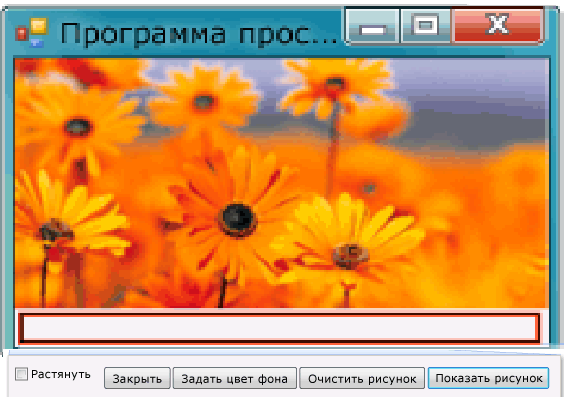 Программа прос...
Растянуть
Закрыть
Задать цвет фона
Очистить рисунок
Показать рисунок